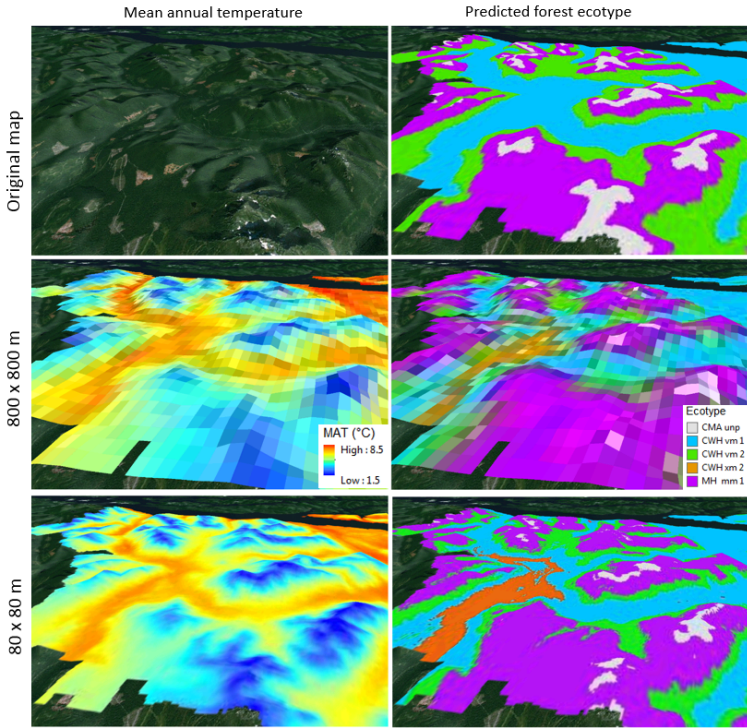 Mean annual temperature
Predicted forest ecotype
Original map
800 x 800 m
MAT (°C)
High : 8.5
Low : 1.5
Ecotype
CMA unp
CWH vm 1
CWH vm 2
CWH xm 2
MH mm 1
80 x 80 m